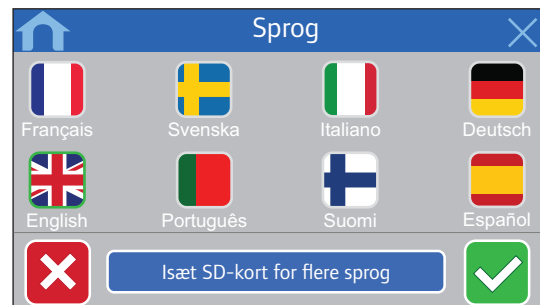 Sprog
Français Svenska Italiano Deutsch
English Português Suomi Español
Isæt SD-kort for flere sprog